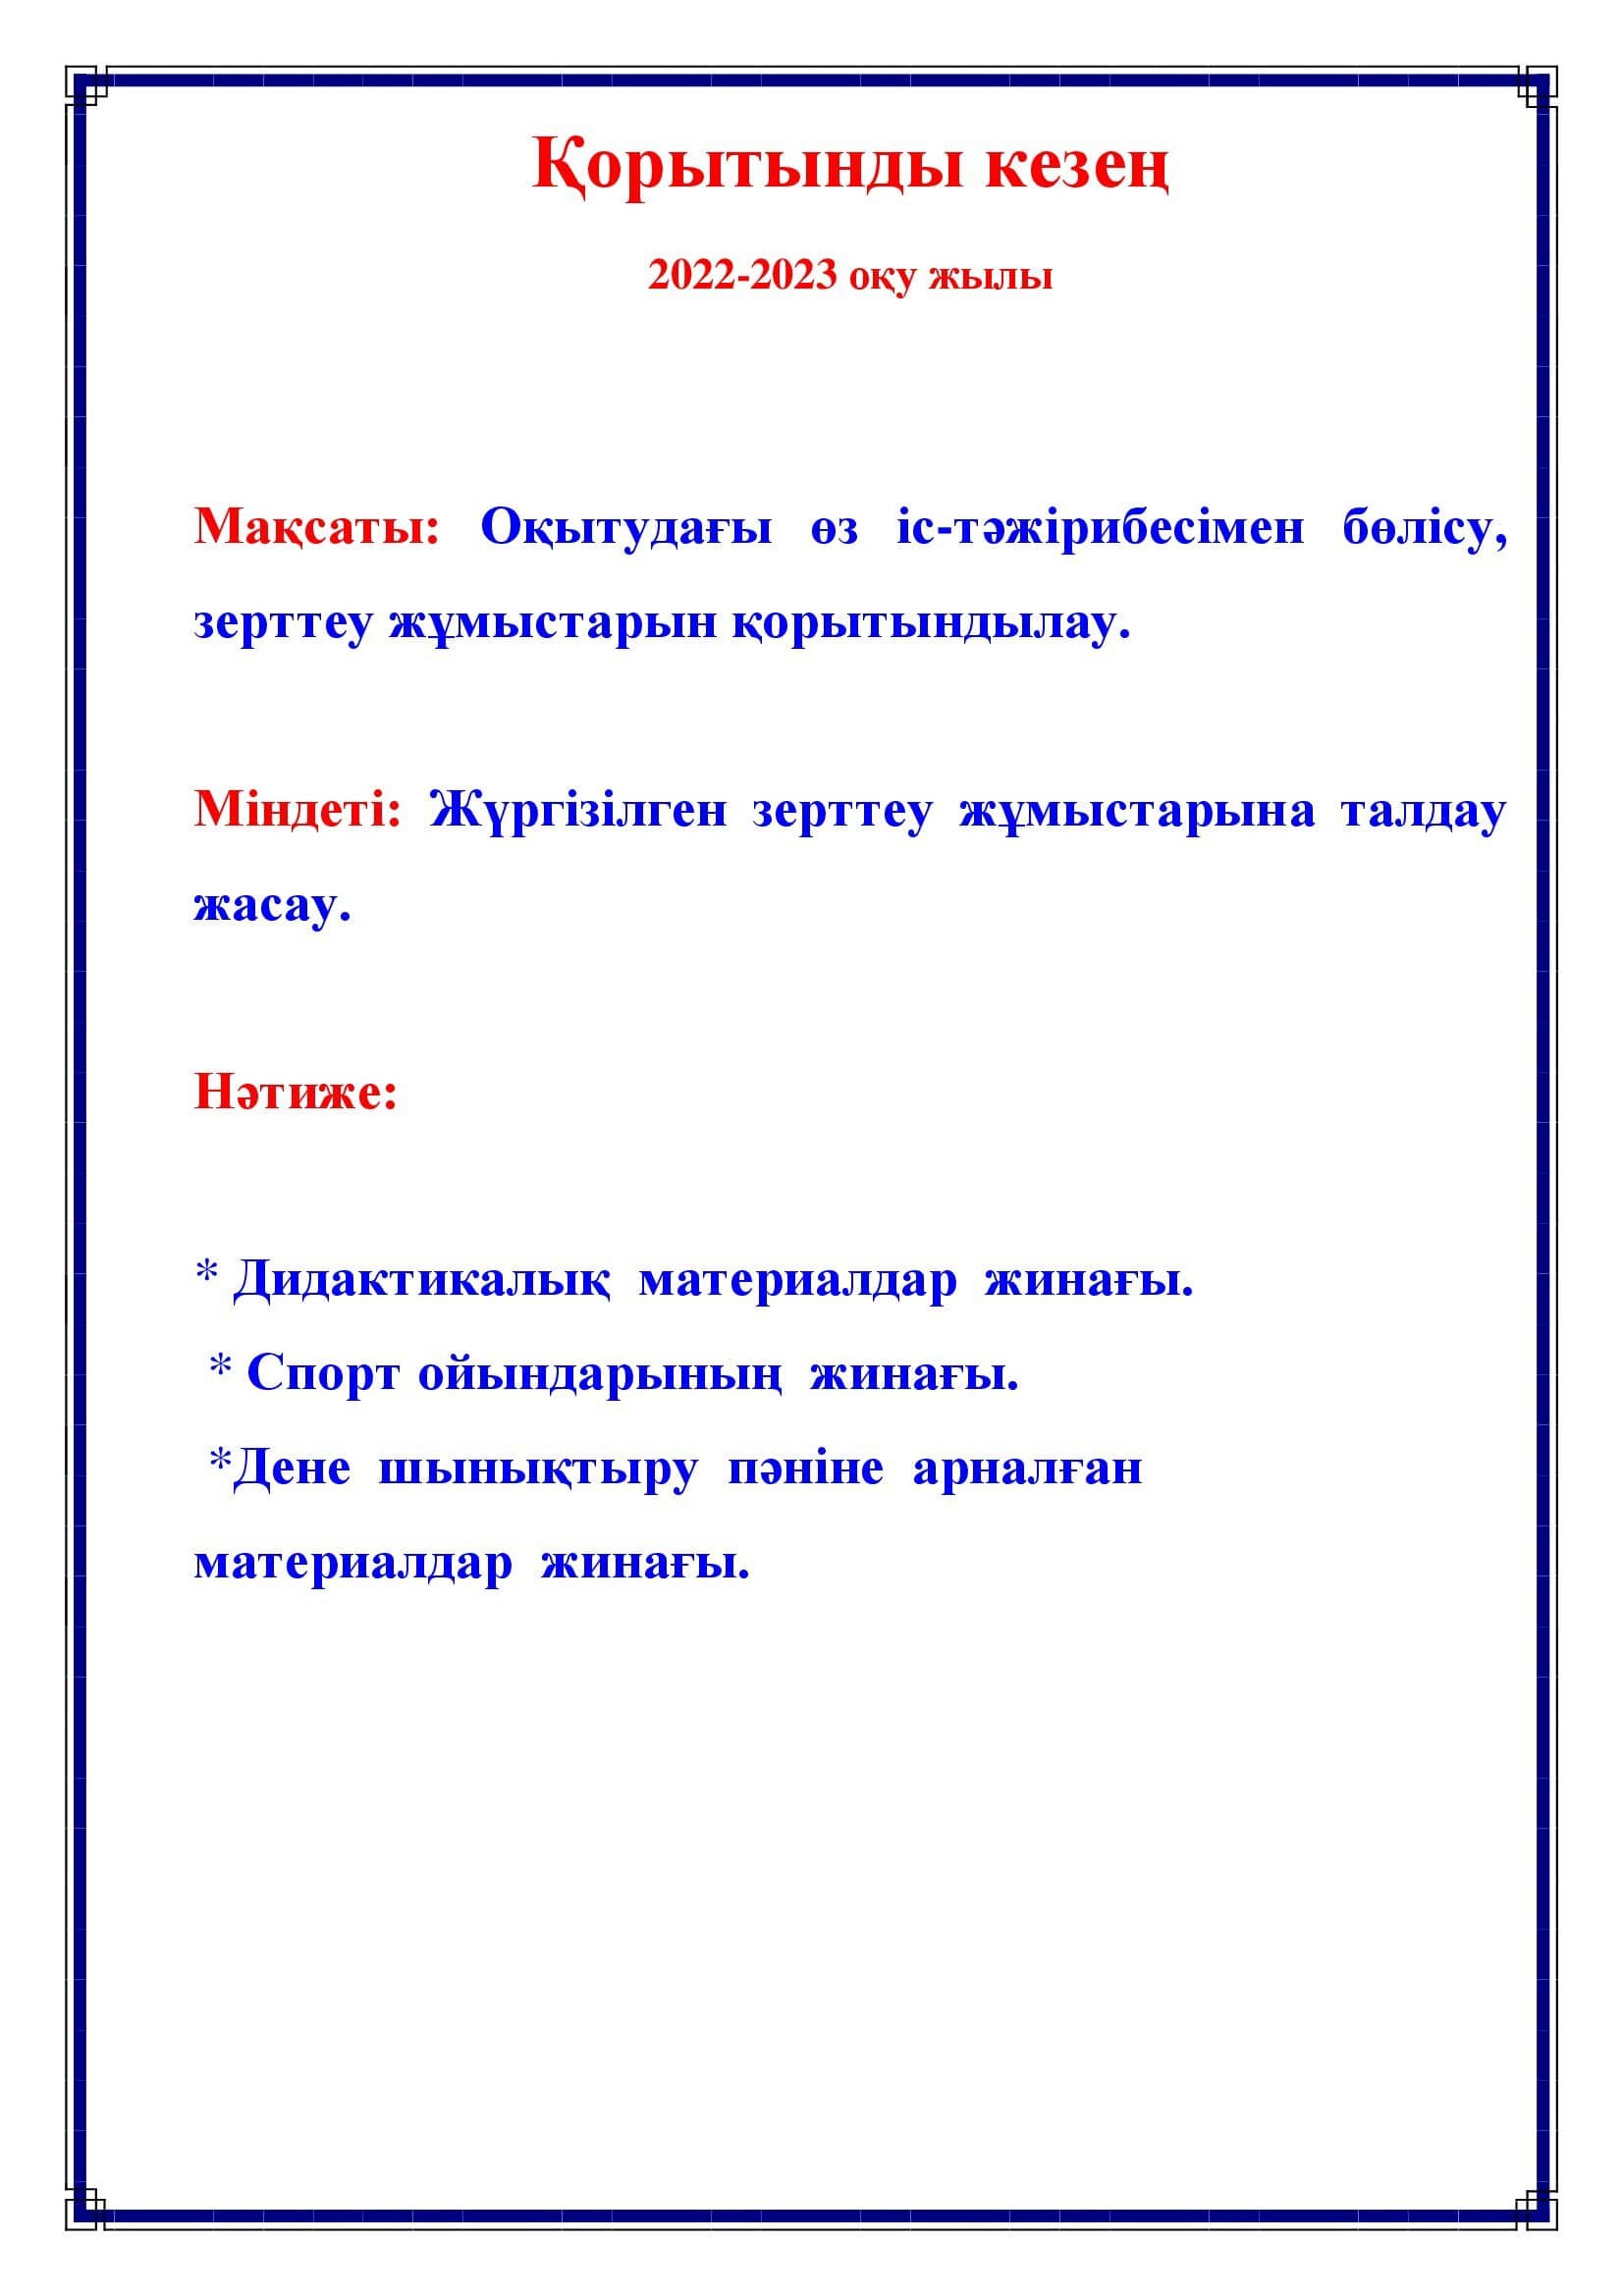 Қорытынды кезең
2022-2023 оқу жылы
Мақсаты: Оқытудағы өз іс-тәжірибесімен бөлісу,
зерттеу жұмыстарын қорытындылау.
Міндеті: Жүргізілген зерттеу жұмыстарына талдау
жасау.
Нәтиже:
* Дидактикалық материалдар жинағы.
* Спорт ойындарының жинағы.
*Дене шынықтыру пәніне арналған
материалдар жинағы.